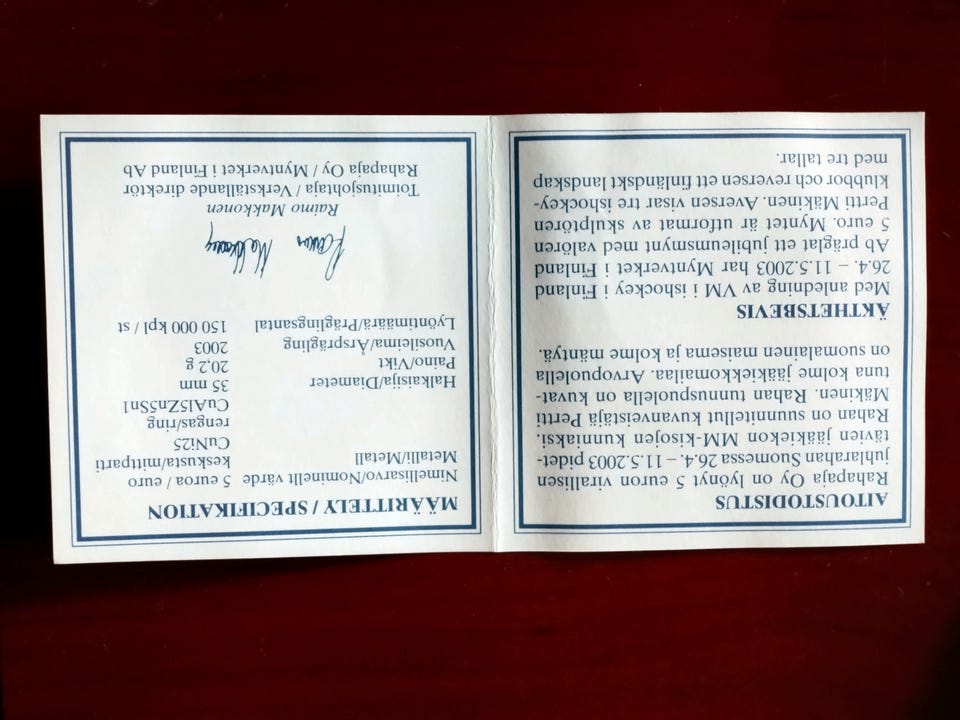 AITOUSTODISTUS
Rahapaja Oy on lyönyt 5 euron virallisen
juhlarahan Suomessa 26.4. – 11.5.2003 pidet-
tävien jääkiekon MM-kisojen kunniaksi.
Rahan on suunnitellut kuvanveistäjä Pertti
Mäkinen. Rahan tunnuspuolella on kuvat-
tuna kolme jääkiekkomailaa. Arvopuolella
on suomalainen maisema ja kolme mäntyä.
ÄKTHETSBEVIS
Med anledning av VM i ishockey i Finland
26.4. – 11.5.2003 har Myntverket i Finland
Ab präglat ett jubileumsmynt med valören
5 euro. Myntet är utformat av skulptören
Pertti Mäkinen. Aversen visar tre ishockey-
klubbor och reversen ett finländskt landskap
med tre tallar.
MÄÄRITTELY / SPECIFIKATION
Nimellisarvo/Nominellt värde 5 euroa / euro
Metalli/Metall keskusta/mittparti
CuNi25
rengas/ring
CuAl5Zn5Sn1
Halkaisija/Diameter 35 mm
Paino/Vikt 20,2 g
Vuosileima/Årsprägling 2003
Lyöntimäärä/Präglingsantal 150 000 kpl / st
Raimo Makkonen
Raimo Makkonen
Toimitusjohtaja / Verkställande direktör
Rahapaja Oy / Myntverket i Finland Ab